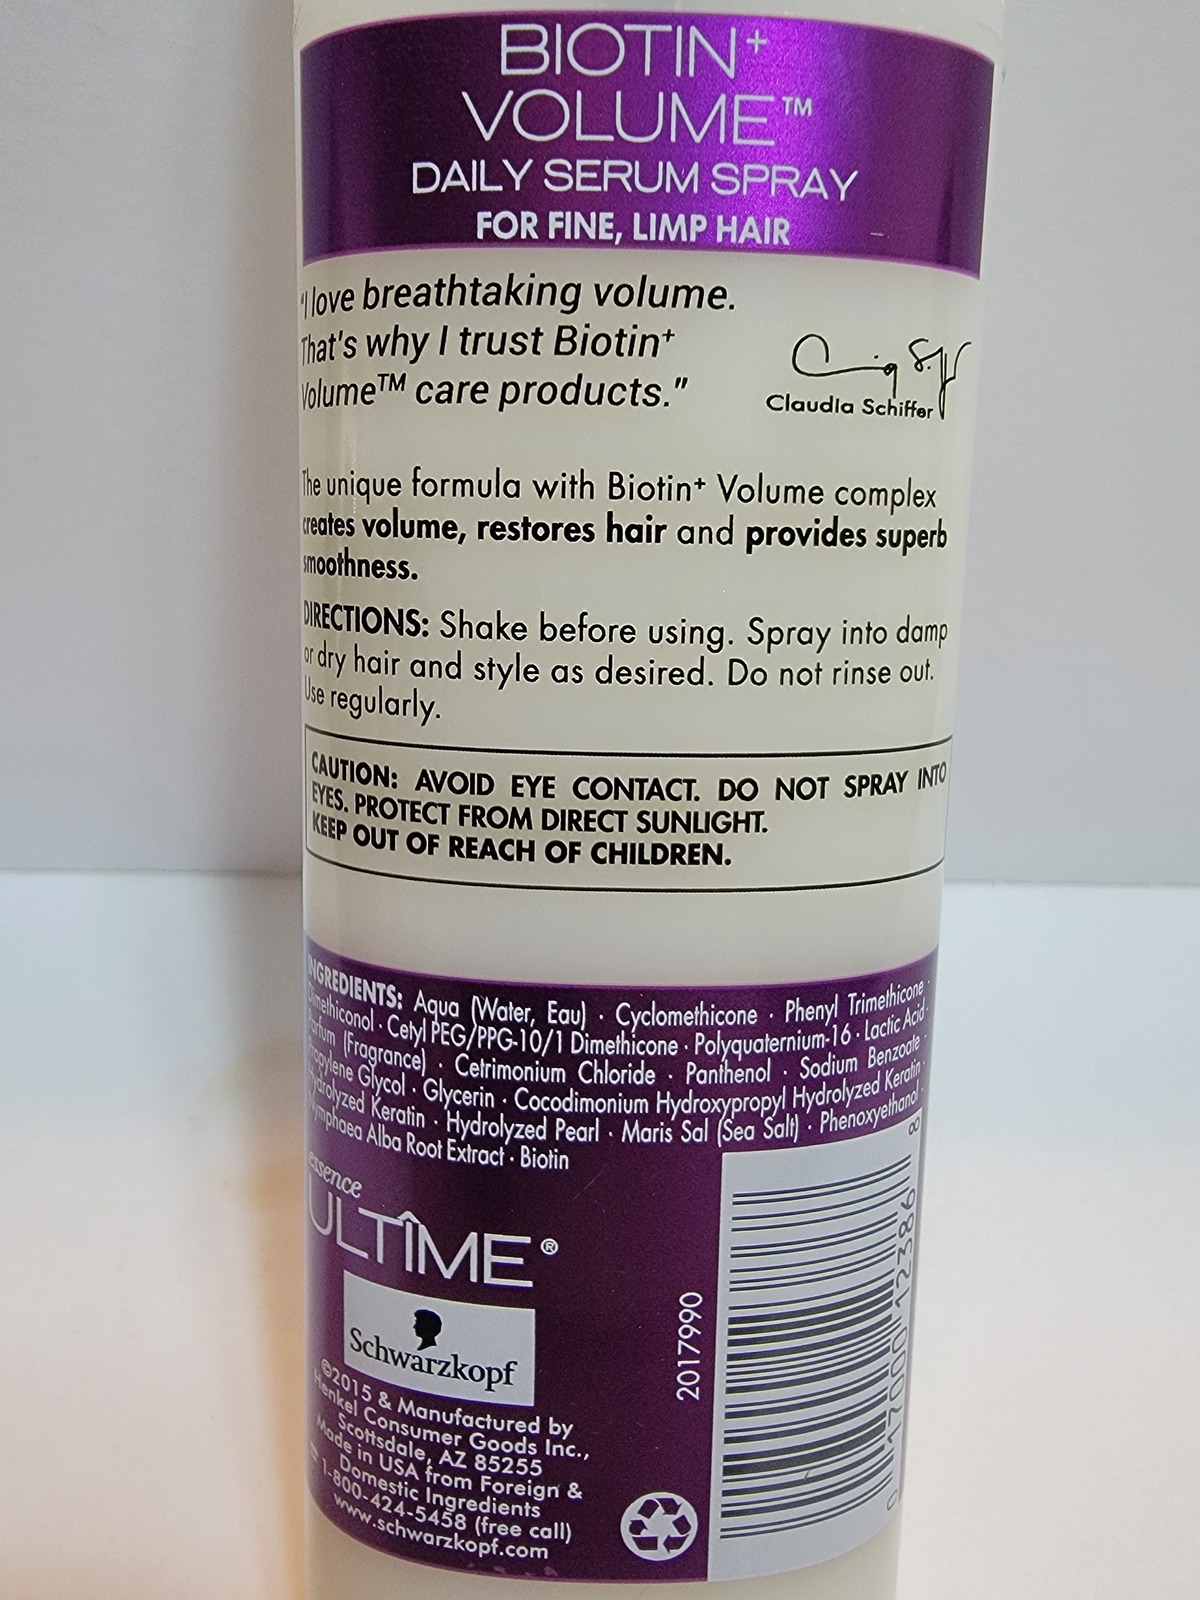 BIOTIN+
VOLUME™
DAILY SERUM SPRAY
FOR FINE, LIMP HAIR
"I love breathtaking volume.
That's why I trust Biotin+
Volume™ care products."
Claudia Schiffer
The unique formula with Biotin+ Volume complex
creates volume, restores hair and provides superb
smoothness.
DIRECTIONS: Shake before using. Spray into damp
or dry hair and style as desired. Do not rinse out.
Use regularly.
CAUTION: AVOID EYE CONTACT. DO NOT SPRAY INTO
EYES. PROTECT FROM DIRECT SUNLIGHT.
KEEP OUT OF REACH OF CHILDREN.
INGREDIENTS: Aqua (Water, Eau) · Cyclomethicone · Phenyl Trimethicone ·
Dimethiconol · Cetyl PEG/PPG-10/1 Dimethicone · Polyquaternium-16 · Lactic Acid ·
Parfum (Fragrance) · Cetrimonium Chloride · Panthenol · Sodium Benzoate ·
Propylene Glycol · Glycerin · Cocodimonium Hydroxypropyl Hydrolyzed Keratin ·
Hydrolyzed Keratin · Hydrolyzed Pearl · Maris Sal (Sea Salt) · Phenoxyethanol ·
Nymphaea Alba Root Extract · Biotin
essence
ULTÎME®
Schwarzkopf
©2015 & Manufactured by
Henkel Consumer Goods Inc.,
Scottsdale, AZ 85255
Made in USA from Foreign &
Domestic Ingredients
1-800-424-5458 (free call)
www.schwarzkopf.com
2017990
0 17000 12386 8